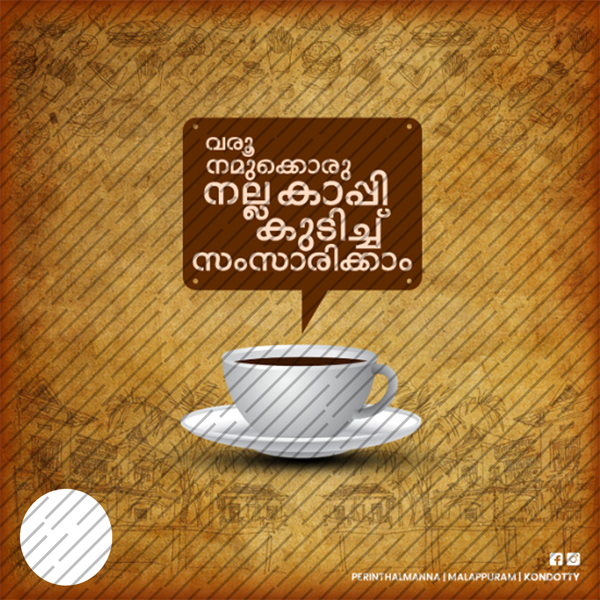 വരൂ
നമുക്കൊരു
നല്ല കാപ്പി
കുടിച്ച്
സംസാരിക്കാം
PERINTHALMANNA | MALAPPURAM | KONDOTTY